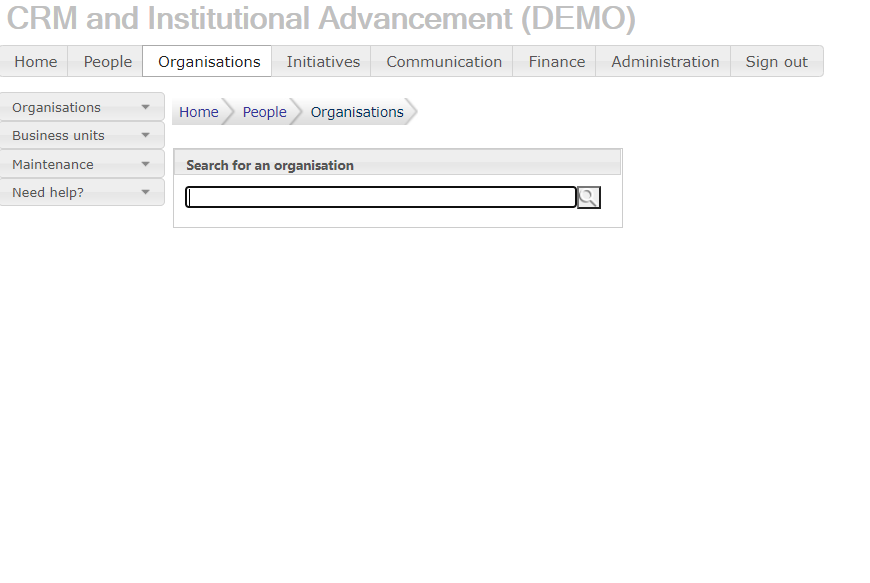 CRM and Institutional Advancement (DEMO)
Home People Organisations Initiatives Communication Finance Administration Sign out
Organisations
Business units
Maintenance
Need help?
Home People Organisations
Search for an organisation